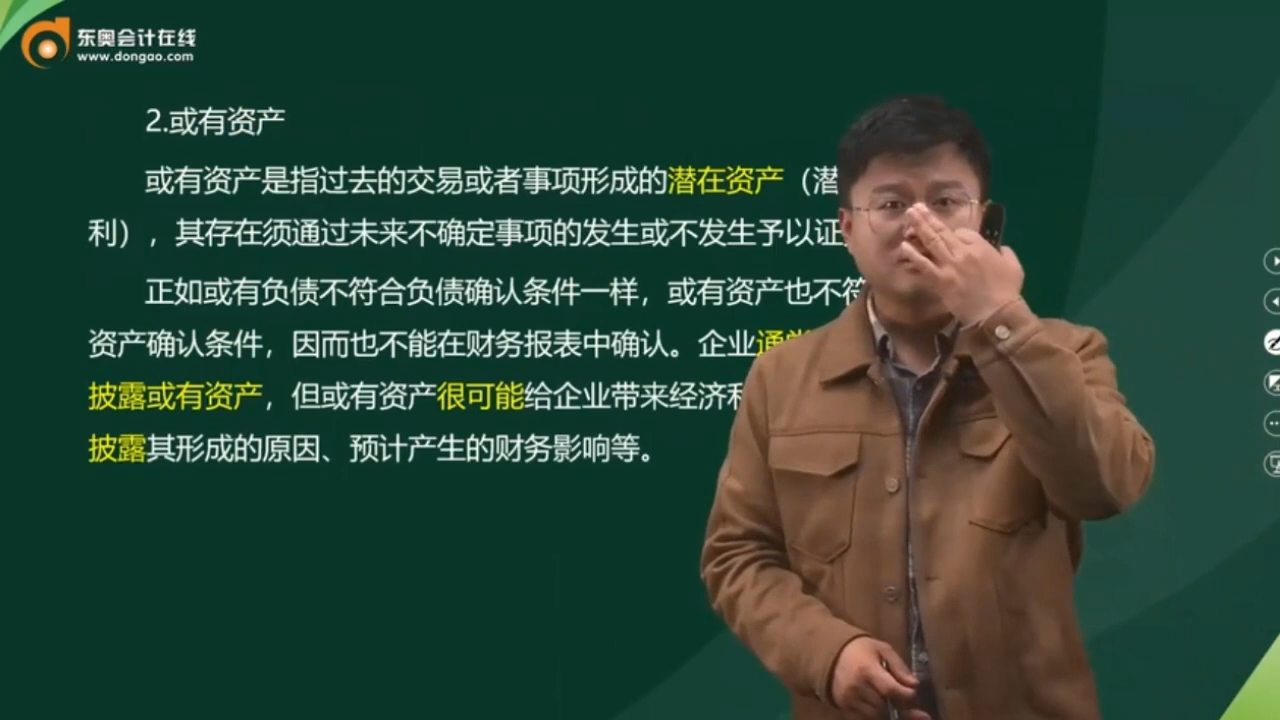 东奥会计在线
www.dongao.com
2.或有资产
或有资产是指过去的交易或者事项形成的潜在资产（潜
利），其存在须通过未来不确定事项的发生或不发生予以证
正如或有负债不符合负债确认条件一样，或有资产也不符
资产确认条件，因而也不能在财务报表中确认。企业通常
披露或有资产，但或有资产很可能给企业带来经济利
披露其形成的原因、预计产生的财务影响等。